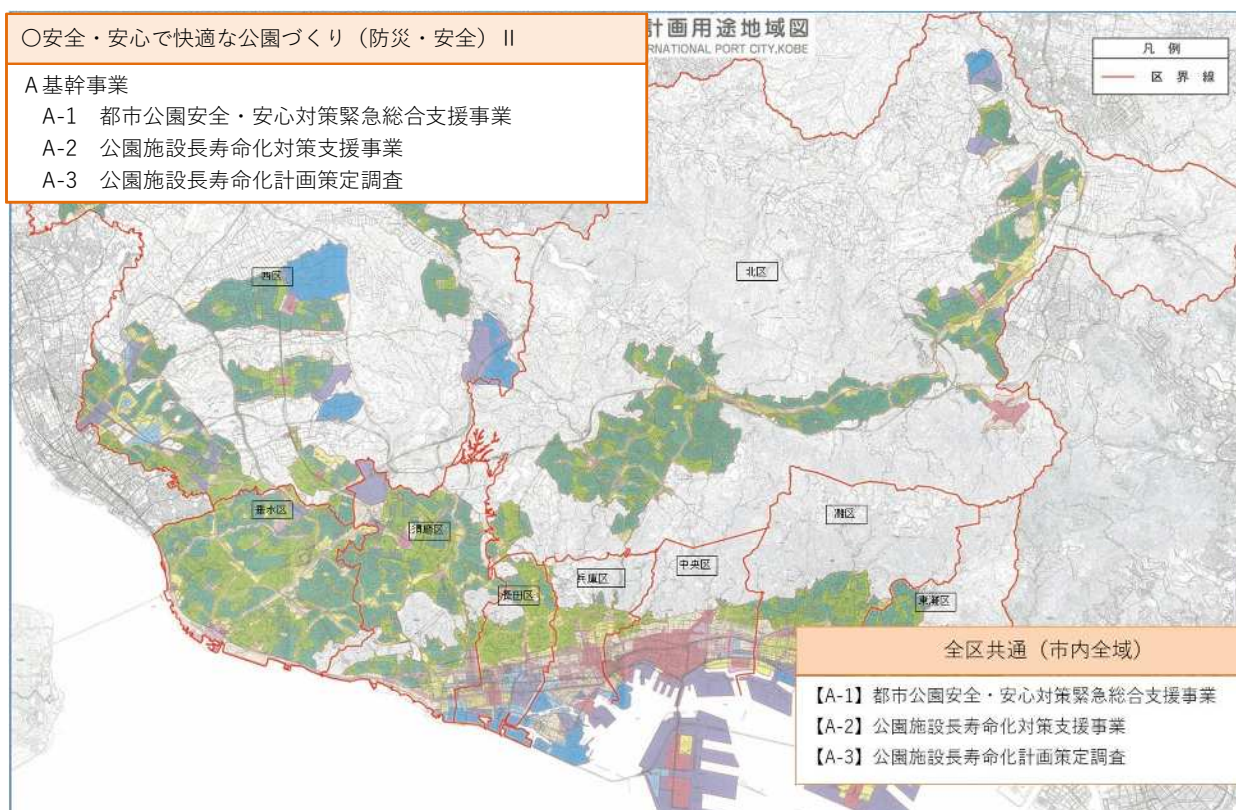 〇安全・安心で快適な公園づくり（防災・安全）Ⅱ
A 基幹事業
A-1 都市公園安全・安心対策緊急総合支援事業
A-2 公園施設長寿命化対策支援事業
A-3 公園施設長寿命化計画策定調査
計画用途地域図
RNATIONAL PORT CITY,KOBE
凡例
区界線
西区
北区
垂水区
須磨区
長田区
兵庫区
中央区
灘区
東灘区
全区共通（市内全域）
【A-1】都市公園安全・安心対策緊急総合支援事業
【A-2】公園施設長寿命化対策支援事業
【A-3】公園施設長寿命化計画策定調査